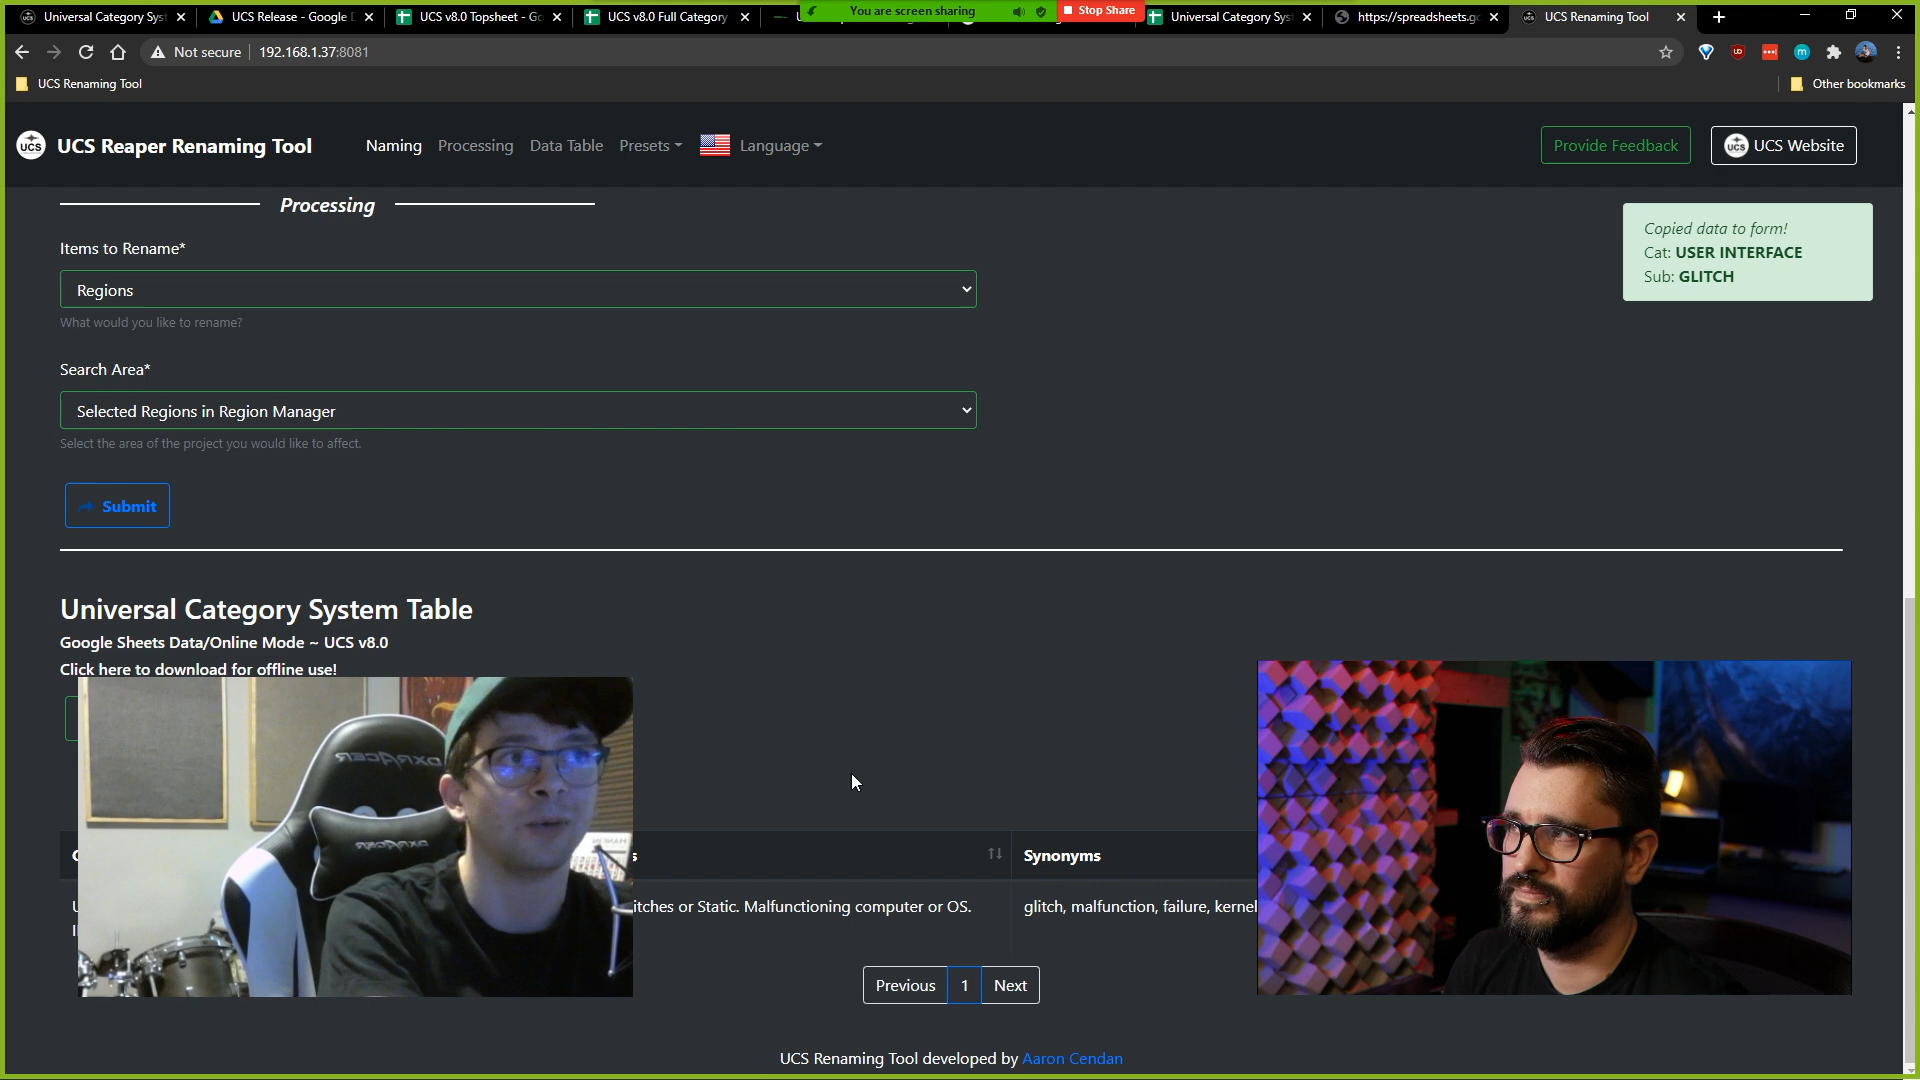 Universal Category Syst
UCS Release - Google D
UCS v8.0 Topsheet - Go
UCS v8.0 Full Category
You are screen sharing
Stop Share
Universal Category Syst
https://spreadsheets.go
UCS Renaming Tool
Not secure
192.168.1.37:8081
UCS Renaming Tool
Other bookmarks
UCS
UCS Reaper Renaming Tool
Naming
Processing
Data Table
Presets
Language
Provide Feedback
UCS
UCS Website
Processing
Copied data to form!
Cat: USER INTERFACE
Sub: GLITCH
Items to Rename*
Regions
What would you like to rename?
Search Area*
Selected Regions in Region Manager
Select the area of the project you would like to affect.
Submit
Universal Category System Table
Google Sheets Data/Online Mode ~ UCS v8.0
Click here to download for offline use!
DXRACER
DXRACER
Synonyms
itches or Static. Malfunctioning computer or OS.
glitch, malfunction, failure, kernel
Previous
1
Next
UCS Renaming Tool developed by Aaron Cendan